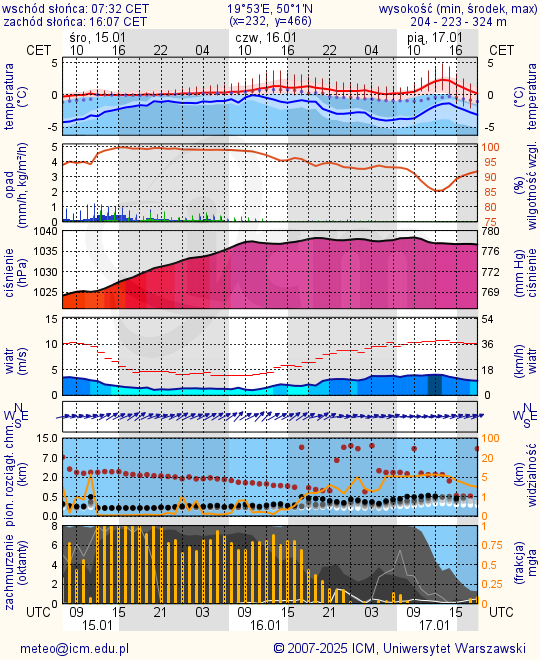 wschód słońca: 07:32 CET 19°53'E, 50°1'N wysokość (min, środek, max)
zachód słońca: 16:07 CET (x=232, y=466) 204 - 223 - 324 m
śro, 15.01 czw, 16.01 pią, 17.01
CET 10 16 22 04 10 16 22 04 10 16 CET
temperatura (°C) 5 0 -5 5 0 -5 (°C) temperatura
opad (mm/h, kg/m²/h) 5 4 3 2 1 0 100 95 90 85 80 75 (%) wilgotność wzgl.
ciśnienie (hPa) 1040 1035 1030 1025 780 776 772 769 (mm Hg) ciśnienie
wiatr (m/s) 15 10 5 0 54 36 18 0 (km/h) wiatr
N W E S N W E S
pion. rozciągł. chm. (km) 15.0 7.0 2.0 0.5 0.0 100 20 5 1 0 (km) widzialność
zachmurzenie (oktanty) 8 6 4 2 0 1 0.75 0.5 0.25 0 (frakcja) mgła
UTC 09 15 21 03 09 15 21 03 09 15 UTC
15.01 16.01 17.01
meteo@icm.edu.pl © 2007-2025 ICM, Uniwersytet Warszawski